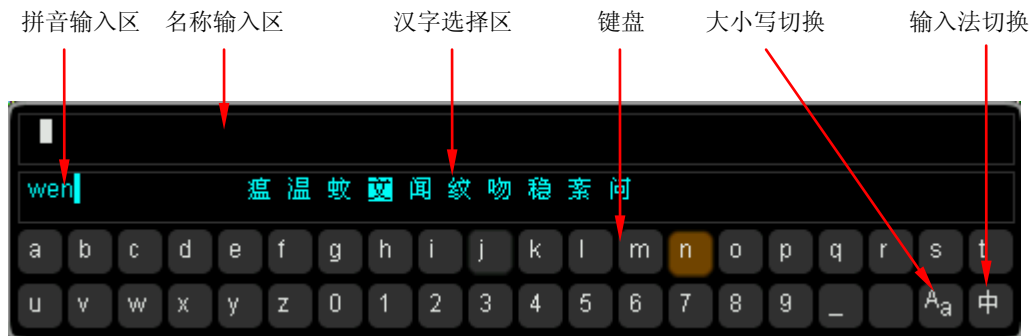 拼音输入区 名称输入区 汉字选择区 键盘 大小写切换 输入法切换
wen 瘟 温 蚊 文 闻 纹 吻 稳 紊 问
a b c d e f g h i j k l m n o p q r s t
u v w x y z 0 1 2 3 4 5 6 7 8 9 _ Aa 中